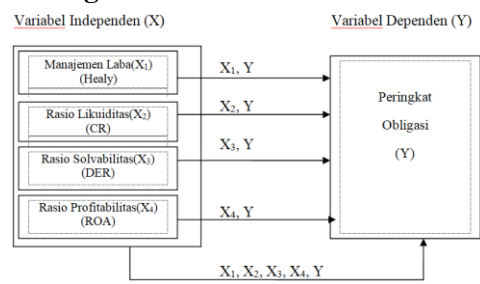 Variabel Independen (X)
Variabel Dependen (Y)
Manajemen Laba(X₁)
(Healy)
X₁, Y
Rasio Likuiditas(X₂)
(CR)
X₂, Y
Rasio Solvabilitas(X₃)
(DER)
X₃, Y
Rasio Profitabilitas(X₄)
(ROA)
X₄, Y
Peringkat
Obligasi
(Y)
X₁, X₂, X₃, X₄, Y